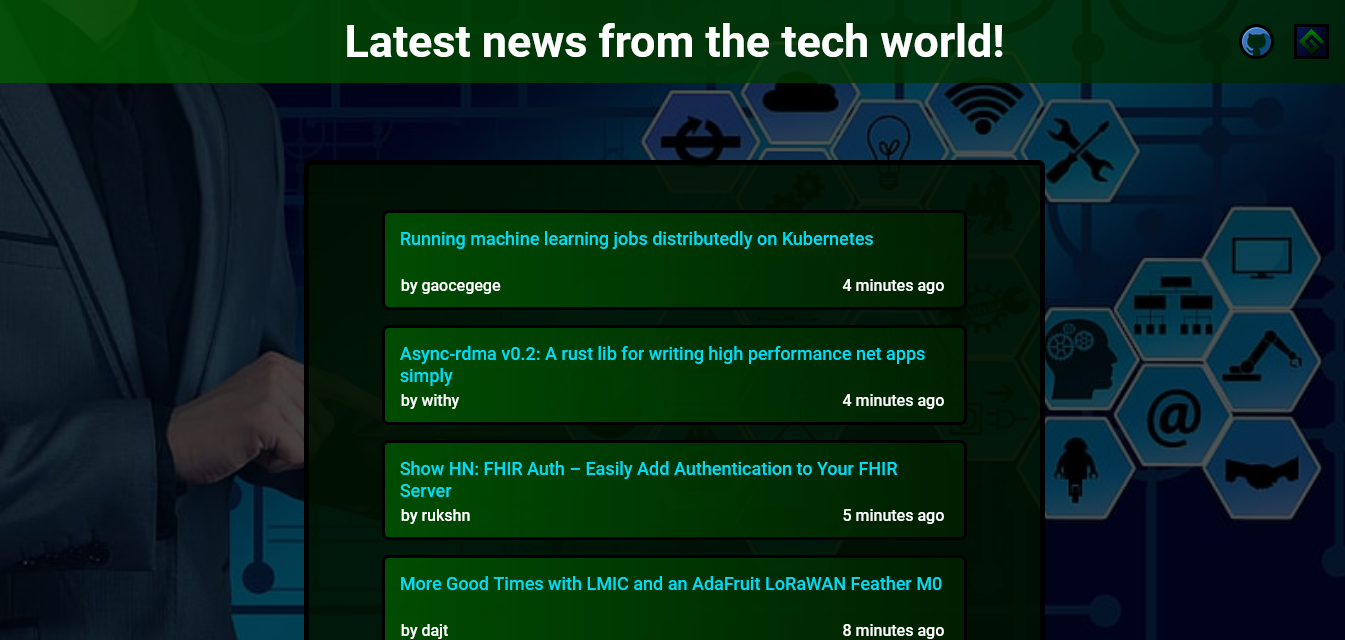 Latest news from the tech world!
Running machine learning jobs distributedly on Kubernetes
by gaocegege 4 minutes ago
Async-rdma v0.2: A rust lib for writing high performance net apps
simply
by withy 4 minutes ago
Show HN: FHIR Auth – Easily Add Authentication to Your FHIR
Server
by rukshn 5 minutes ago
More Good Times with LMIC and an AdaFruit LoRaWAN Feather M0
by dajt 8 minutes ago
@